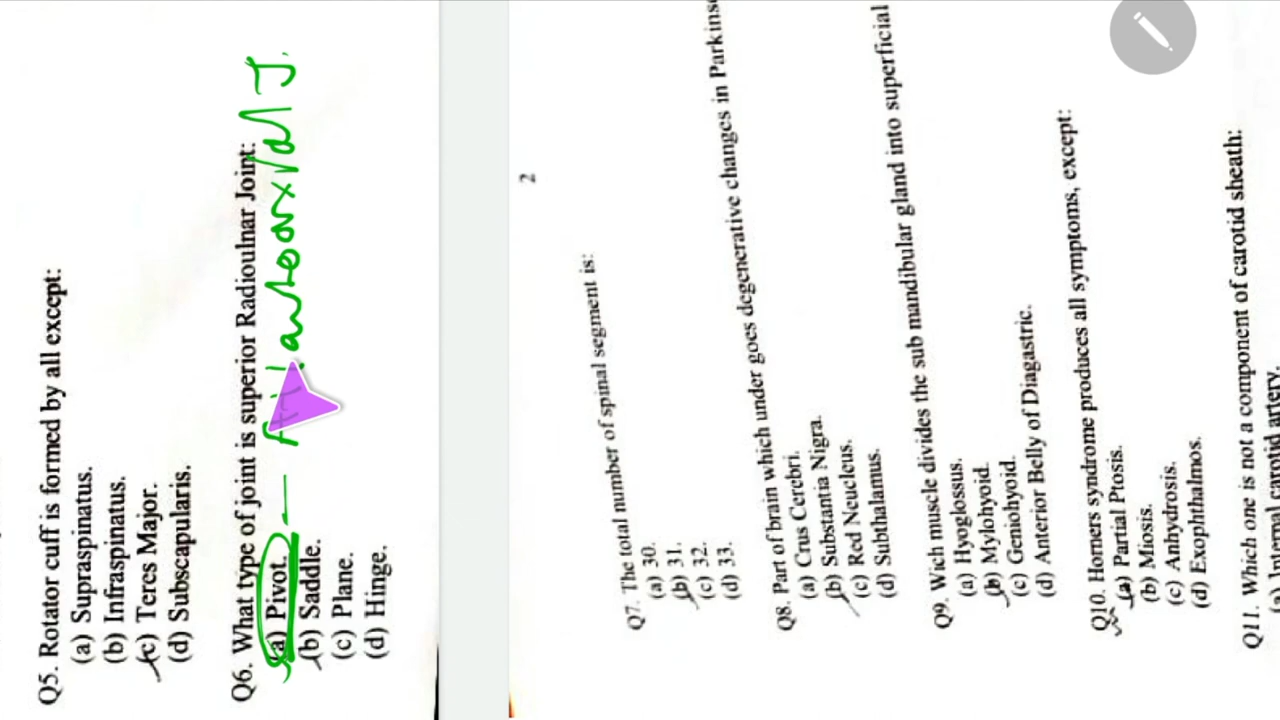 Q5. Rotator cuff is formed by all except:
(a) Supraspinatus.
(b) Infraspinatus.
(c) Teres Major.
(d) Subscapularis.
Q6. What type of joint is superior Radioulnar Joint:
(a) Pivot. — Atlantoaxial J.
(b) Saddle.
(c) Plane.
(d) Hinge.
2
Q7. The total number of spinal segment is:
(a) 30.
(b) 31.
(c) 32.
(d) 33.
Q8. Part of brain which under goes degenerative changes in Parkins
(a) Crus Cerebri.
(b) Substantia Nigra.
(c) Red Neucleus.
(d) Subthalamus.
Q9. Wich muscle divides the sub mandibular gland into superficial
(a) Hyoglossus.
(b) Mylohyoid.
(c) Geniohyoid.
(d) Anterior Belly of Diagastric.
Q10. Horners syndrome produces all symptoms, except:
(a) Partial Ptosis.
(b) Miosis.
(c) Anhydrosis.
(d) Exophthalmos.
Q11. Which one is not a component of carotid sheath:
(a) Internal carotid artery.